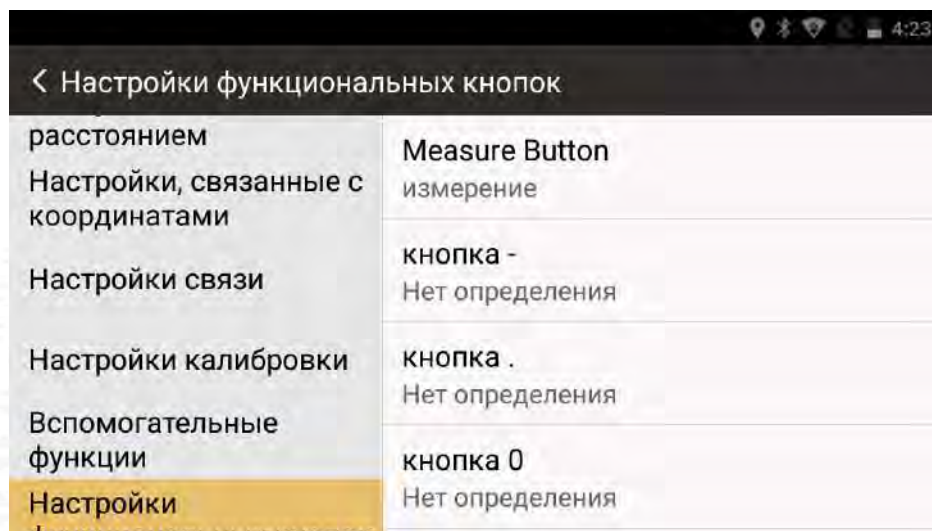 4:23
Настройки функциональных кнопок
расстоянием
Настройки, связанные с
координатами
Настройки связи
Настройки калибровки
Вспомогательные
функции
Настройки
Measure Button
измерение
кнопка -
Нет определения
кнопка .
Нет определения
кнопка 0
Нет определения